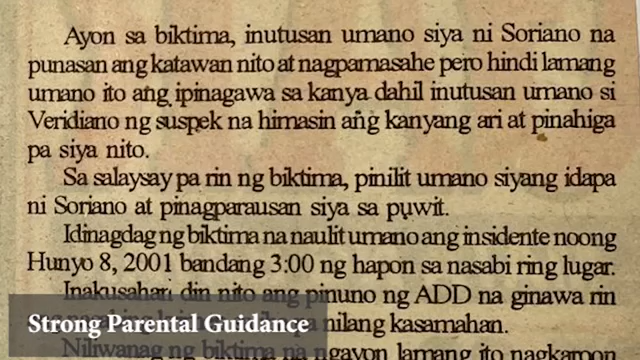 Ayon sa biktima, inutusan umano siya ni Soriano na
punasan ang katawan nito at nagpamasahe pero hindi lamang
umano ito ang ipinagawa sa kanya dahil inutusan umano si
Veridiano ng suspek na himasin ang kanyang ari at pinahiga
pa siya nito.
Sa salaysay pa rin ng biktima, pinilit umano siyang idapa
ni Soriano at pinagparausan siya sa puwit.
Idinagdag ng biktima na naulit umano ang insidente noong
Hunyo 8, 2001 bandang 3:00 ng hapon sa nasabi ring lugar.
Inakusahan din nito ang pinuno ng ADD na ginawa rin
nilang kasamahan.
Niliwanag ng biktima na ngayon lamang ito nagkaroon
Strong Parental Guidance